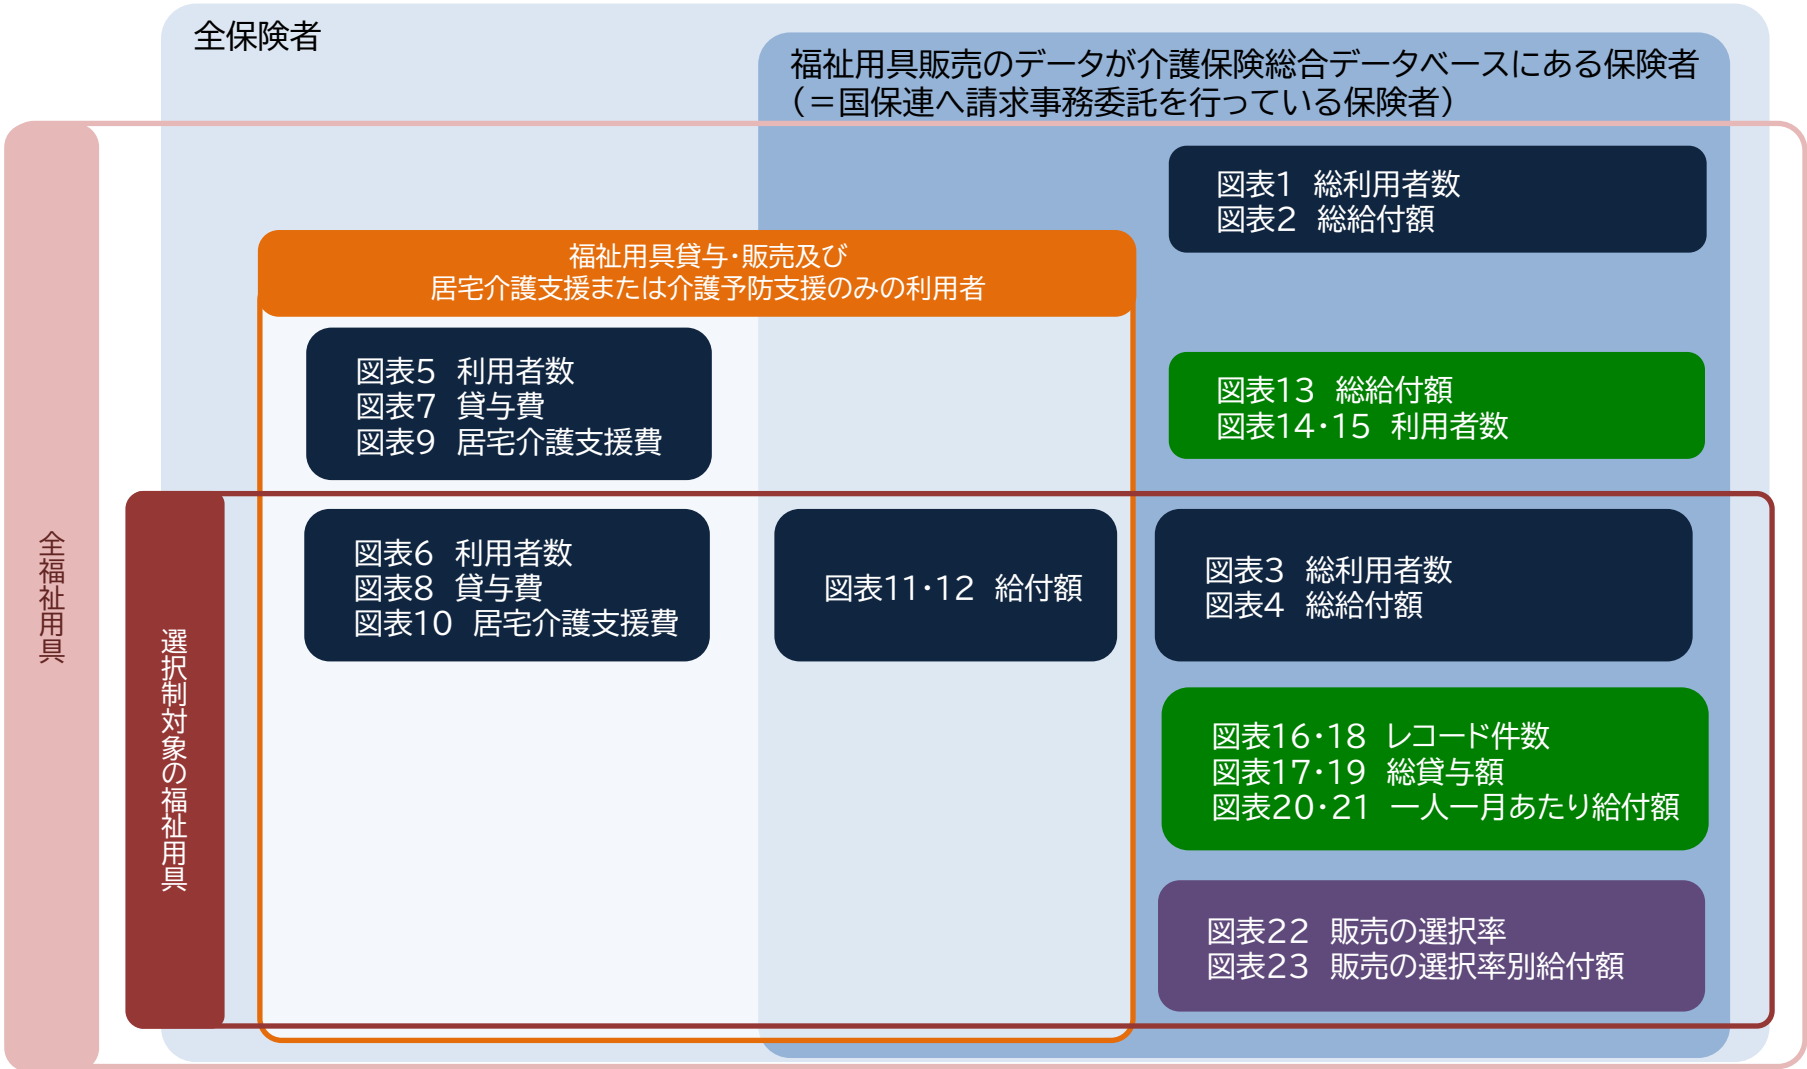 全保険者
福祉用具販売のデータが介護保険総合データベースにある保険者
(＝国保連へ請求事務委託を行っている保険者)
図表1 総利用者数
図表2 総給付額
福祉用具貸与・販売及び
居宅介護支援または介護予防支援のみの利用者
図表5 利用者数
図表7 貸与費
図表9 居宅介護支援費
図表13 総給付額
図表14・15 利用者数
全福祉用具
選択制対象の福祉用具
図表6 利用者数
図表8 貸与費
図表10 居宅介護支援費
図表11・12 給付額
図表3 総利用者数
図表4 総給付額
図表16・18 レコード件数
図表17・19 総貸与額
図表20・21 一人一月あたり給付額
図表22 販売の選択率
図表23 販売の選択率別給付額